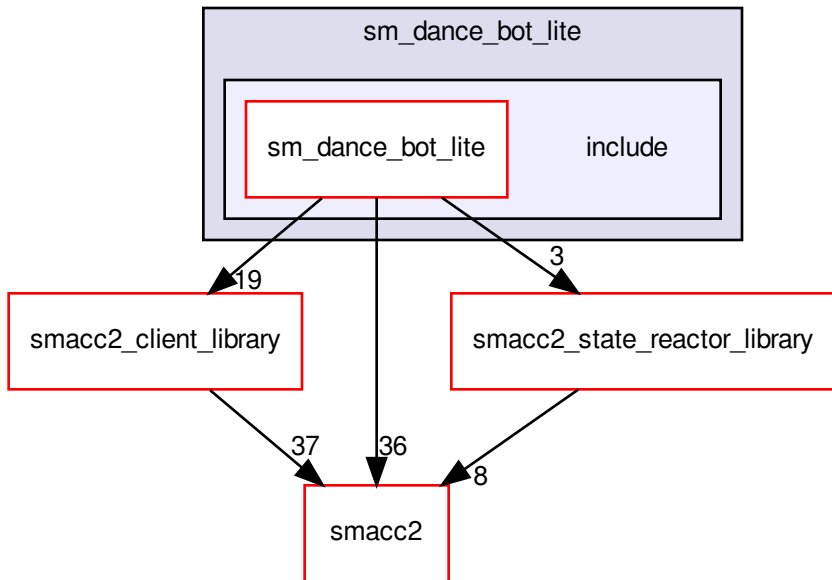 sm_dance_bot_lite
sm_dance_bot_lite
include
19
3
smacc2_client_library
smacc2_state_reactor_library
37
36
8
smacc2